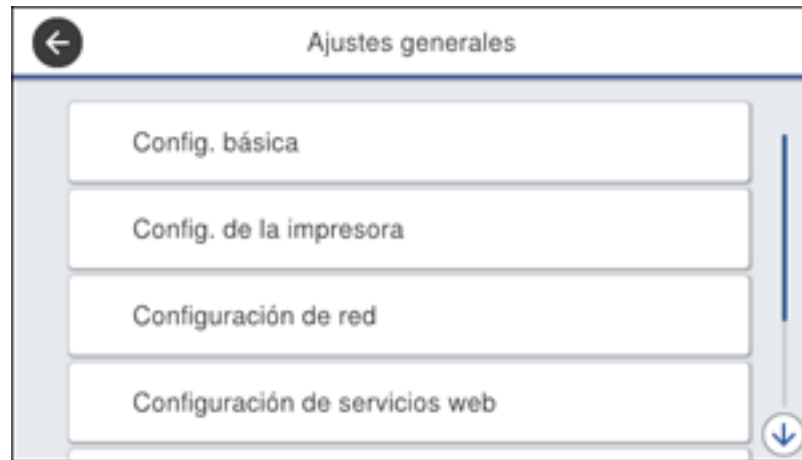 Ajustes generales
Config. básica
Config. de la impresora
Configuración de red
Configuración de servicios web